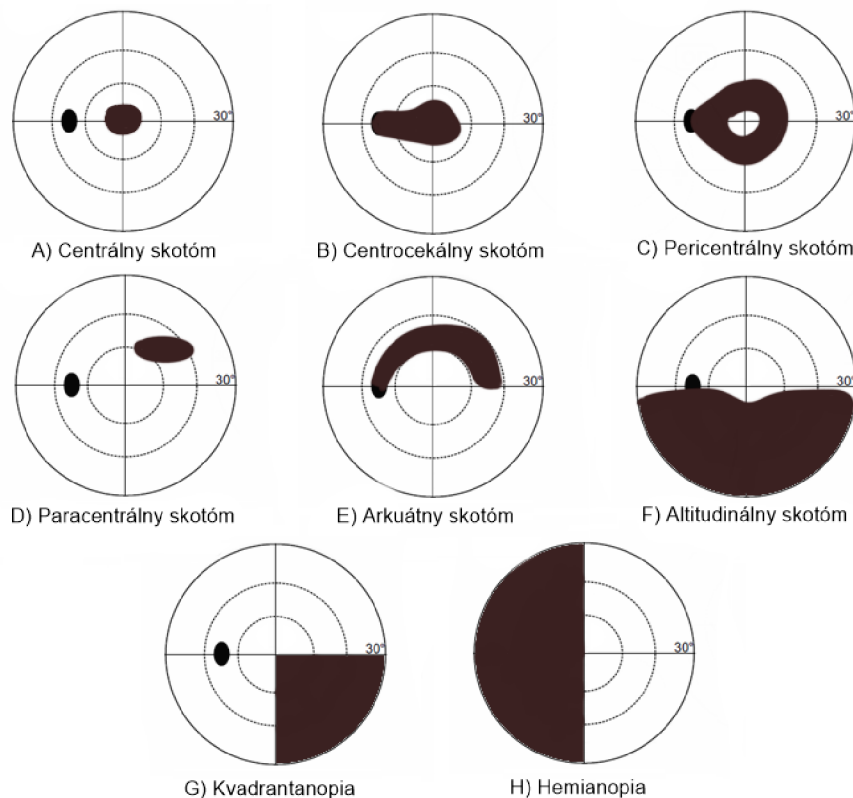 30°
30°
30°
A) Centrálny skotóm
B) Centrocekálny skotóm
C) Pericentrálny skotóm
30°
30°
30°
D) Paracentrálny skotóm
E) Arkuátny skotóm
F) Altitudinálny skotóm
30°
30°
G) Kvadrantanopia
H) Hemianopia